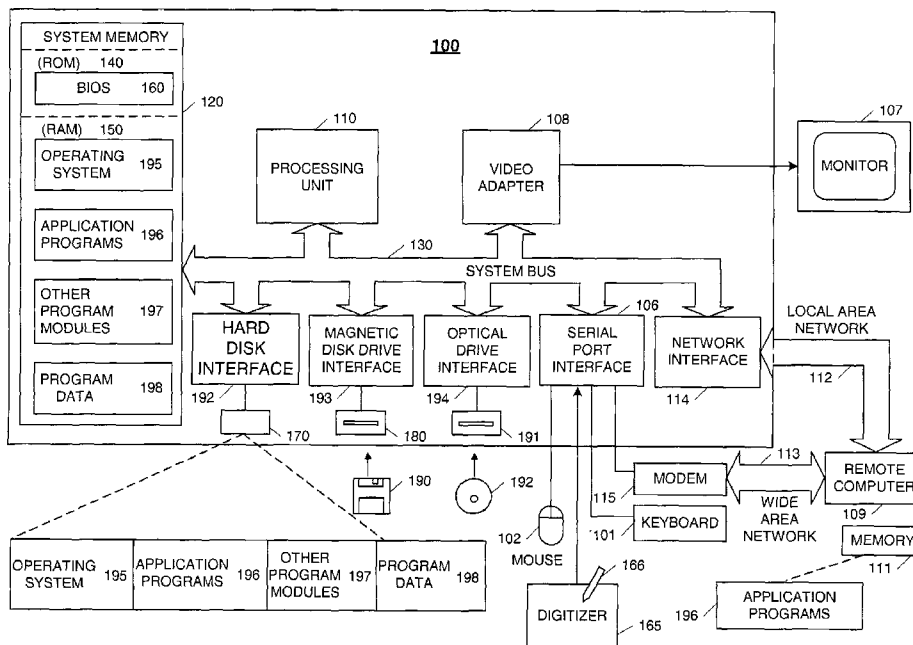 SYSTEM MEMORY
(ROM) 140
BIOS 160
120
(RAM) 150
OPERATING
SYSTEM 195
APPLICATION
PROGRAMS 196
OTHER
PROGRAM
MODULES 197
PROGRAM
DATA 198
100
110
PROCESSING
UNIT
108
VIDEO
ADAPTER
107
MONITOR
130
SYSTEM BUS
HARD
DISK
INTERFACE
192
MAGNETIC
DISK DRIVE
INTERFACE
193
OPTICAL
DRIVE
INTERFACE
194
106
SERIAL
PORT
INTERFACE
NETWORK
INTERFACE
114
LOCAL AREA
NETWORK
112
170
180
191
190
192
102
MOUSE
115
MODEM
101
KEYBOARD
113
WIDE
AREA
NETWORK
REMOTE
COMPUTER
109
MEMORY
111
OPERATING
SYSTEM 195
APPLICATION
PROGRAMS 196
OTHER
PROGRAM
MODULES 197
PROGRAM
DATA 198
166
DIGITIZER
165
196
APPLICATION
PROGRAMS